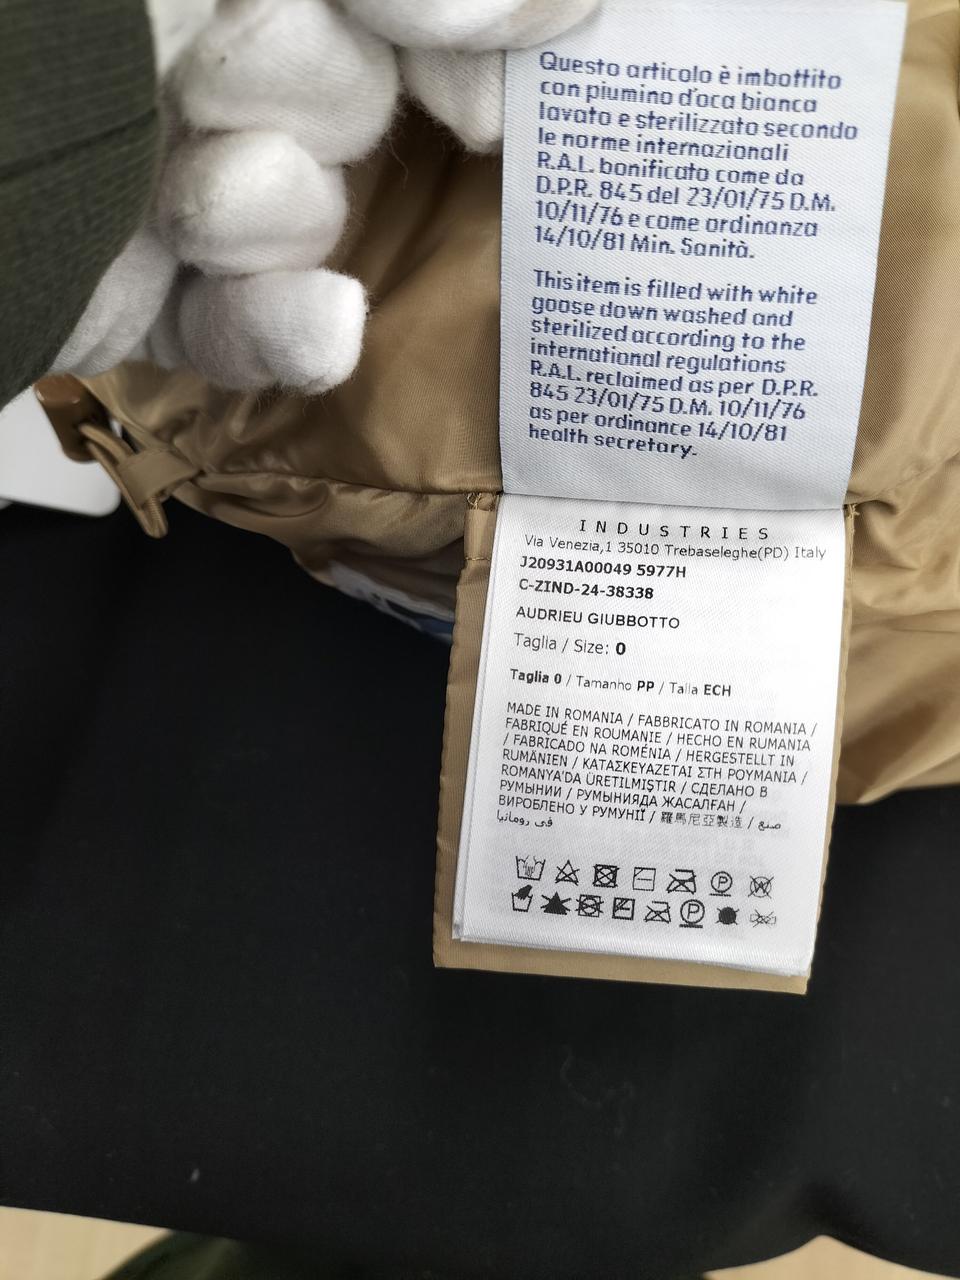 Questo articolo è imbottito
con piumino d'oca bianca
lavato e sterilizzato secondo
le norme internazionali
R.A.L. bonificato come da
D.P.R. 845 del 23/01/75 D.M.
10/11/76 e come ordinanza
14/10/81 Min. Sanità.
This item is filled with white
goose down washed and
sterilized according to the
international regulations
R.A.L. reclaimed as per D.P.R.
845 23/01/75 D.M. 10/11/76
as per ordinance 14/10/81
health secretary.
INDUSTRIES
Via Venezia,1 35010 Trebaseleghe(PD) Italy
J20931A00049 5977H
C-ZIND-24-38338
AUDRIEU GIUBBOTTO
Taglia / Size: 0
Taglia 0 / Tamanho PP / Talla ECH
MADE IN ROMANIA / FABBRICATO IN ROMANIA /
FABRIQUÉ EN ROUMANIE / HECHO EN RUMANIA
/ FABRICADO NA ROMÉNIA / HERGESTELLT IN
RUMÄNIEN / ΚΑΤΑΣΚΕΥΑΖΕΤΑΙ ΣΤΗ ΡΟΥΜΑΝΙΑ /
ROMANYA'DA ÜRETILMIŞTIR / СДЕЛАНО В
РУМЫНИИ / РУМЫНИЯДА ЖАСАЛҒАН /
ВИРОБЛЕНО У РУМУНІЇ / 羅馬尼亞製造 / صنع
في رومانيا
P W
P